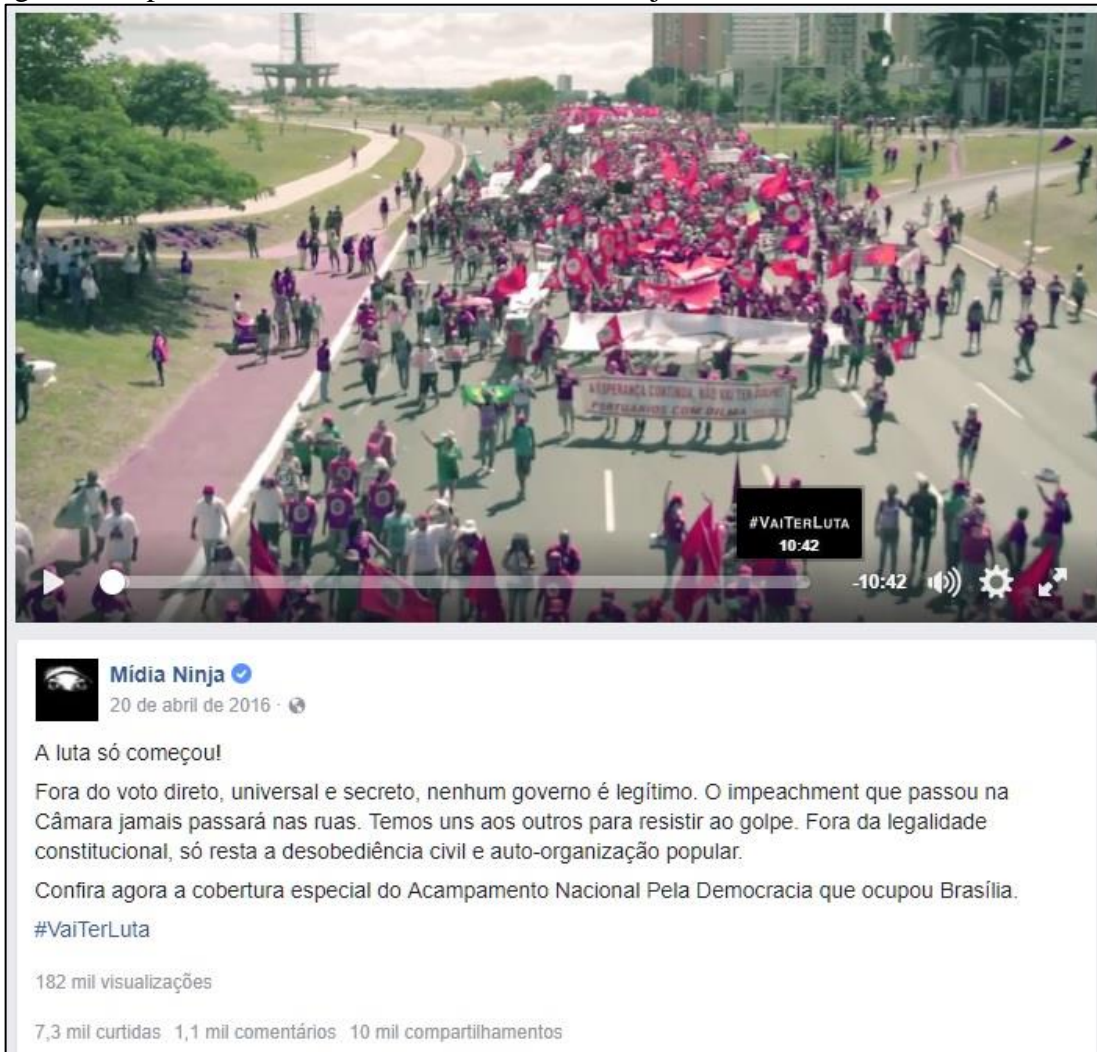 A ESPERANÇA CONTINUA, NÃO VAI TER GOLPE!
PORTUÁRIOS COM DILMA
#VAITERLUTA
10:42
-10:42
Mídia Ninja
20 de abril de 2016 ·
A luta só começou!
Fora do voto direto, universal e secreto, nenhum governo é legítimo. O impeachment que passou na
Câmara jamais passará nas ruas. Temos uns aos outros para resistir ao golpe. Fora da legalidade
constitucional, só resta a desobediência civil e auto-organização popular.
Confira agora a cobertura especial do Acampamento Nacional Pela Democracia que ocupou Brasília.
#VaiTerLuta
182 mil visualizações
7,3 mil curtidas 1,1 mil comentários 10 mil compartilhamentos